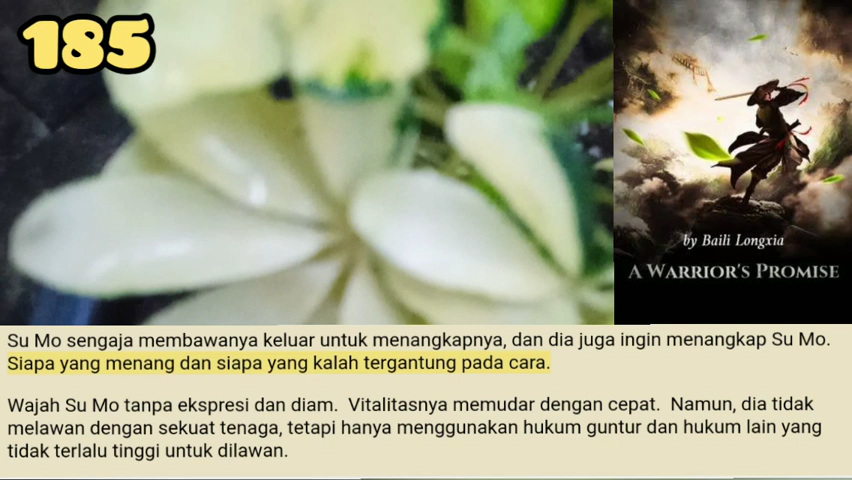 185
by Baili Longxia
A WARRIOR'S PROMISE
Su Mo sengaja membawanya keluar untuk menangkapnya, dan dia juga ingin menangkap Su Mo.
Siapa yang menang dan siapa yang kalah tergantung pada cara.
Wajah Su Mo tanpa ekspresi dan diam. Vitalitasnya memudar dengan cepat. Namun, dia tidak
melawan dengan sekuat tenaga, tetapi hanya menggunakan hukum guntur dan hukum lain yang
tidak terlalu tinggi untuk dilawan.